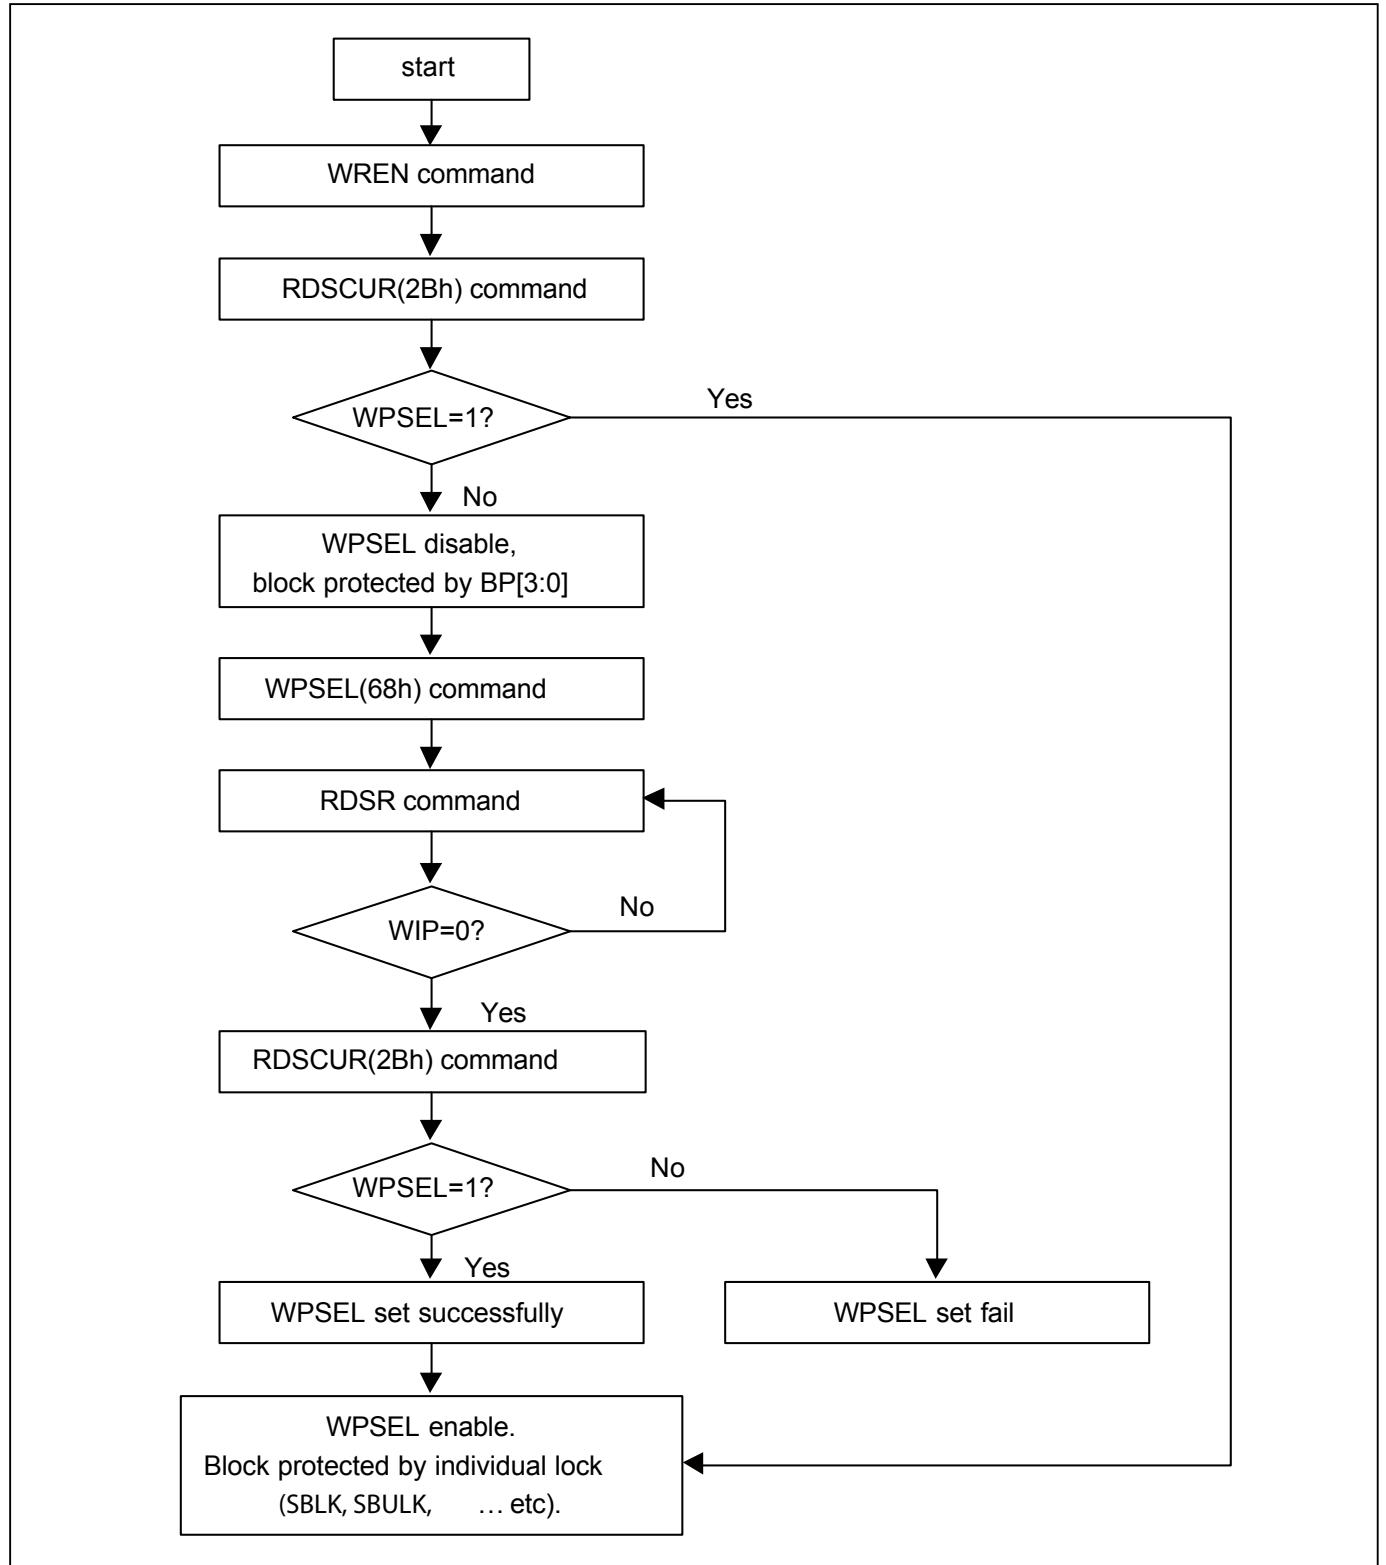 start
WREN command
RDSCUR(2Bh) command
WPSEL=1?
Yes
No
WPSEL disable,
block protected by BP[3:0]
WPSEL(68h) command
RDSR command
WIP=0?
No
Yes
RDSCUR(2Bh) command
WPSEL=1?
No
Yes
WPSEL set successfully
WPSEL set fail
WPSEL enable.
Block protected by individual lock
(SBLK, SBULK, … etc).